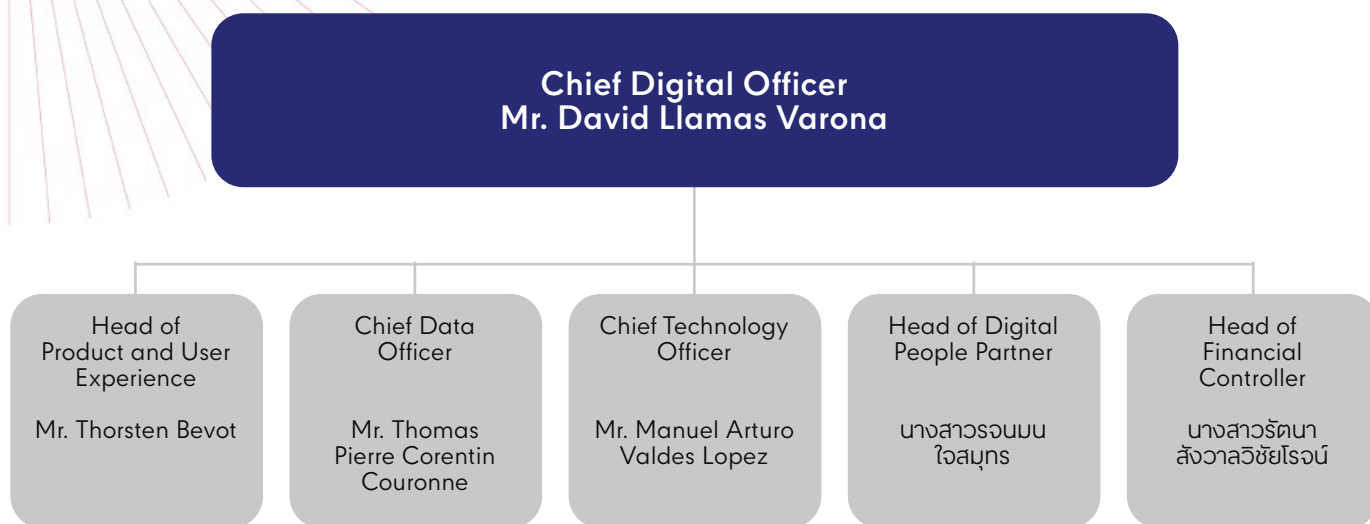 Chief Digital Officer
Mr. David Llamas Varona
Head of
Product and User
Experience
Mr. Thorsten Bevot
Chief Data
Officer
Mr. Thomas
Pierre Corentin
Couronne
Chief Technology
Officer
Mr. Manuel Arturo
Valdes Lopez
Head of Digital
People Partner
นางสาวรจนมน
ใจสมุทร
Head of
Financial
Controller
นางสาวรัตนา
สังวาลวิชัยโรจน์